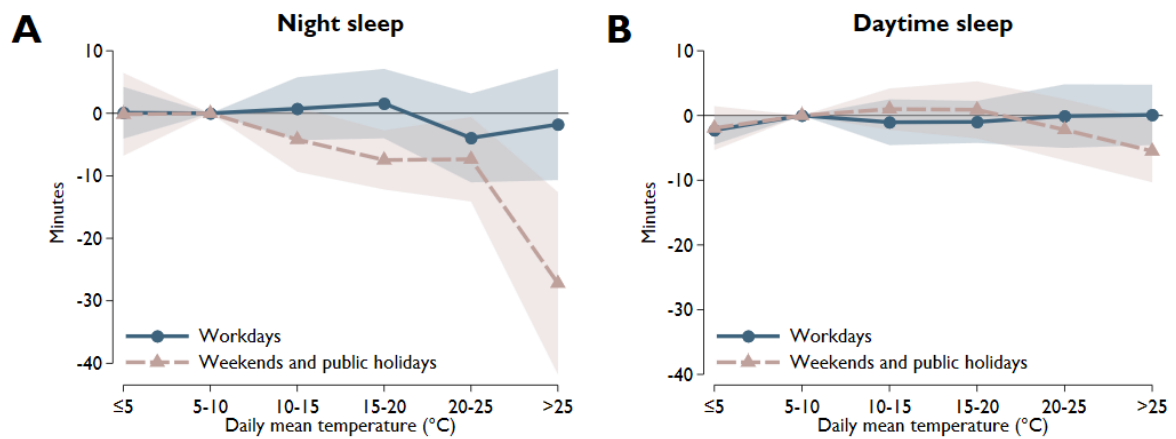 A
Night sleep
10
0
-10
-20
-30
-40
Minutes
Workdays
Weekends and public holidays
≤5
5-10
10-15
15-20
20-25
>25
Daily mean temperature (°C)
B
Daytime sleep
10
0
-10
-20
-30
-40
Minutes
Workdays
Weekends and public holidays
≤5
5-10
10-15
15-20
20-25
>25
Daily mean temperature (°C)